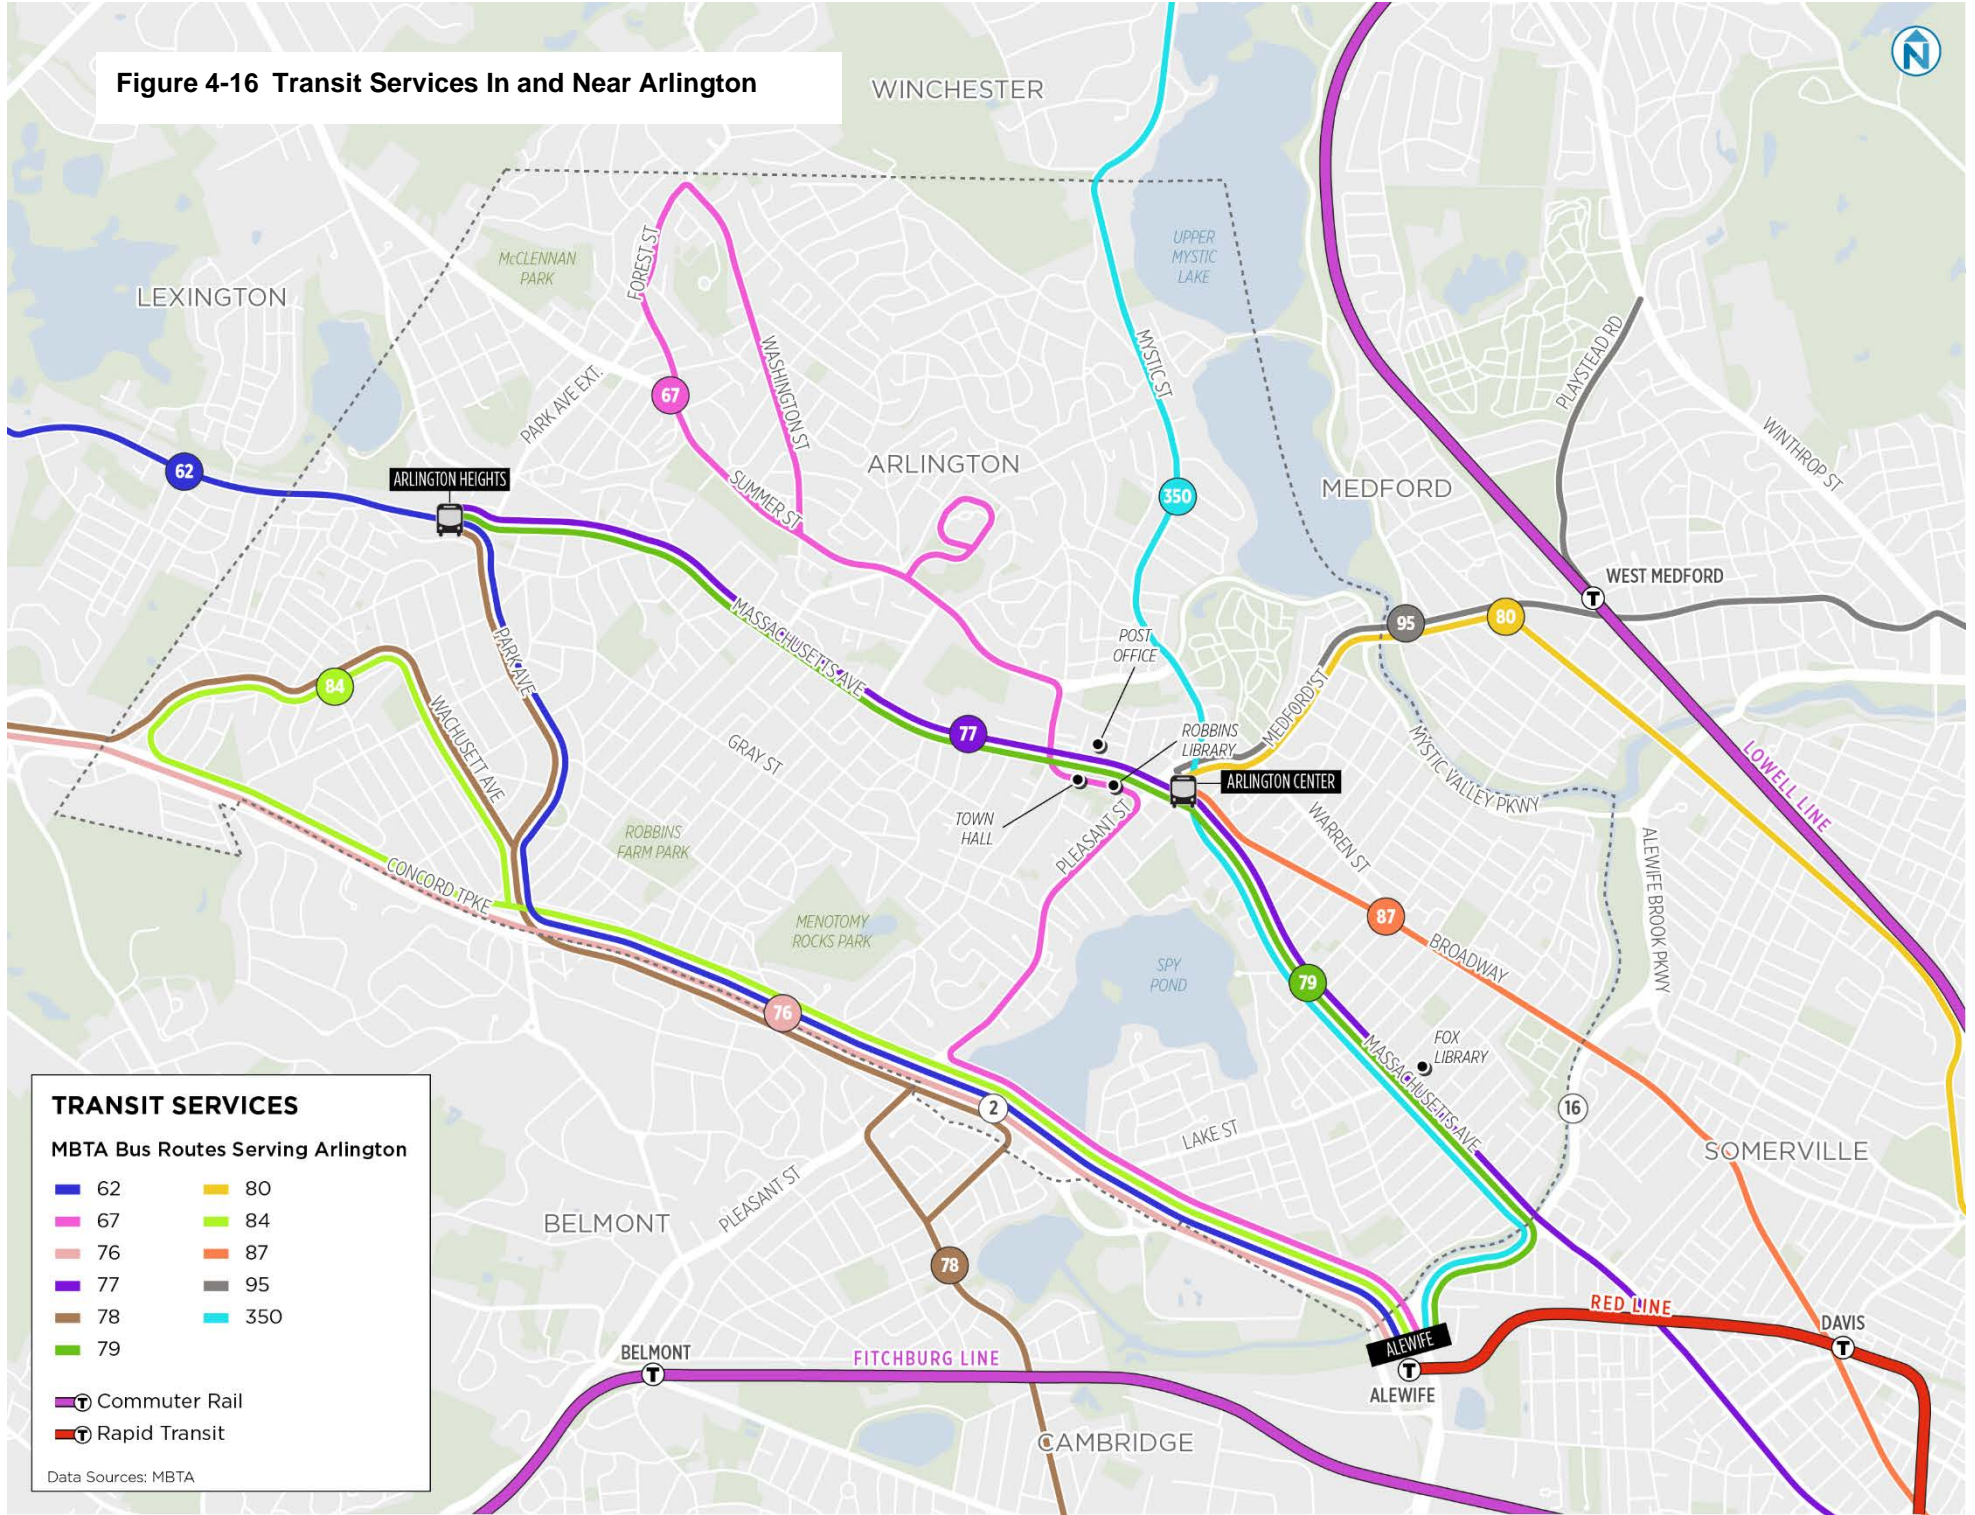 Figure 4-16 Transit Services In and Near Arlington
WINCHESTER
N
UPPER
MYSTIC
LAKE
McCLENNAN
PARK
FOREST ST
LEXINGTON
WASHINGTON ST
MYSTIC ST
PLAYSTEAD RD
PARK AVE EXT.
67
WINTHROP ST
62
ARLINGTON HEIGHTS
ARLINGTON
SUMMER ST
350
MEDFORD
WEST MEDFORD
T
MASSACHUSETTS AVE
POST
OFFICE
95
80
PARK AVE
84
WACHUSETT AVE
MEDFORD ST
77
GRAY ST
ROBBINS
LIBRARY
ARLINGTON CENTER
MYSTIC VALLEY PKWY
LOWELL LINE
TOWN
HALL
PLEASANT ST
WARREN ST
ALEWIFE BROOK PKWY
ROBBINS
FARM PARK
CONCORD TPKE
MENOTOMY
ROCKS PARK
87
BROADWAY
SPY
POND
79
76
FOX
LIBRARY
MASSACHUSETTS AVE
2
16
LAKE ST
SOMERVILLE
PLEASANT ST
BELMONT
78
RED LINE
DAVIS
T
ALEWIFE
T
ALEWIFE
BELMONT
T
FITCHBURG LINE
CAMBRIDGE
TRANSIT SERVICES
MBTA Bus Routes Serving Arlington
62
67
76
77
78
79
80
84
87
95
350
T Commuter Rail
T Rapid Transit
Data Sources: MBTA